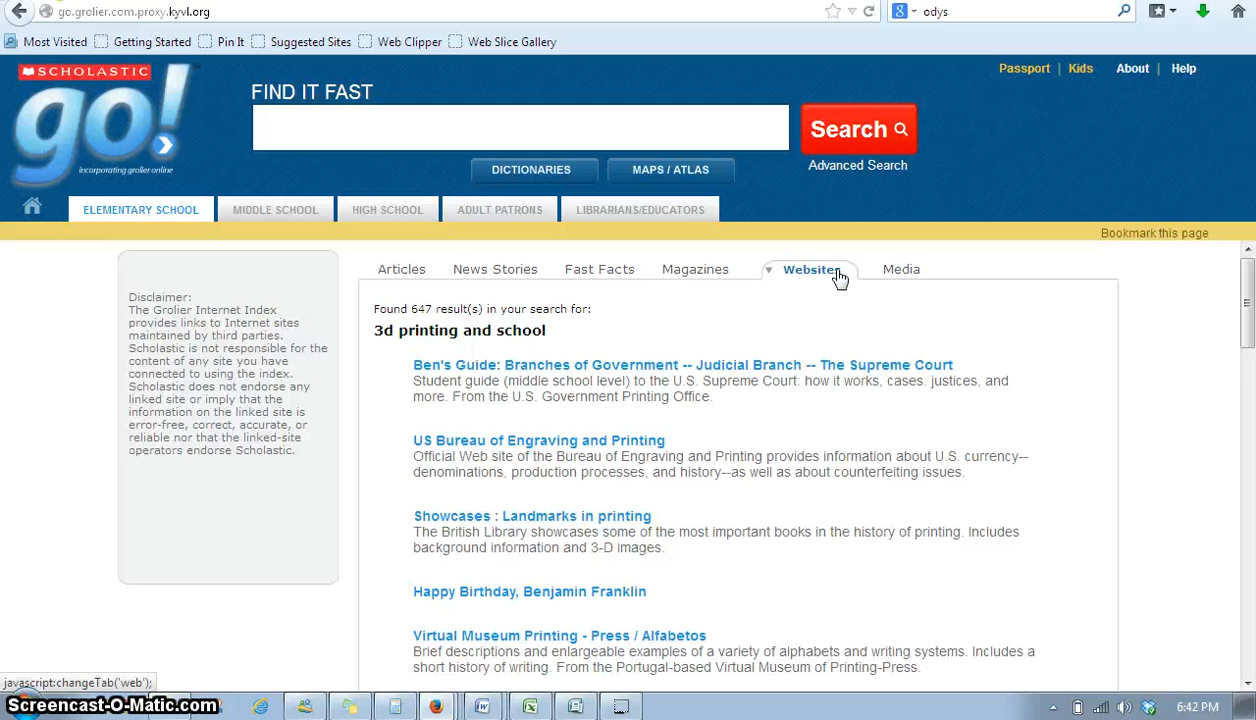 go.grolier.com.proxy.kyvl.org
odys
Most Visited Getting Started Pin It Suggested Sites Web Clipper Web Slice Gallery
SCHOLASTIC
go!
incorporating grolier online
Passport | Kids About | Help
FIND IT FAST
Search
Advanced Search
DICTIONARIES MAPS / ATLAS
ELEMENTARY SCHOOL MIDDLE SCHOOL HIGH SCHOOL ADULT PATRONS LIBRARIANS/EDUCATORS
Bookmark this page
Articles News Stories Fast Facts Magazines Websites Media
Disclaimer:
The Grolier Internet Index
provides links to Internet sites
maintained by third parties.
Scholastic is not responsible for the
content of any site you have
connected to using the index.
Scholastic does not endorse any
linked site or imply that the
information on the linked site is
error-free, correct, accurate, or
reliable nor that the linked-site
operators endorse Scholastic.
Found 647 result(s) in your search for:
3d printing and school
Ben's Guide: Branches of Government -- Judicial Branch -- The Supreme Court
Student guide (middle school level) to the U.S. Supreme Court: how it works, cases, justices, and
more. From the U.S. Government Printing Office.
US Bureau of Engraving and Printing
Official Web site of the Bureau of Engraving and Printing provides information about U.S. currency--
denominations, production processes, and history--as well as about counterfeiting issues.
Showcases : Landmarks in printing
The British Library showcases some of the most important books in the history of printing. Includes
background information and 3-D images.
Happy Birthday, Benjamin Franklin
Virtual Museum Printing - Press / Alfabetos
Brief descriptions and enlargeable examples of a variety of alphabets and writing systems. Includes a
short history of writing. From the Portugal-based Virtual Museum of Printing-Press.
javascript:changeTab('web');
Screencast-O-Matic.com
6:42 PM